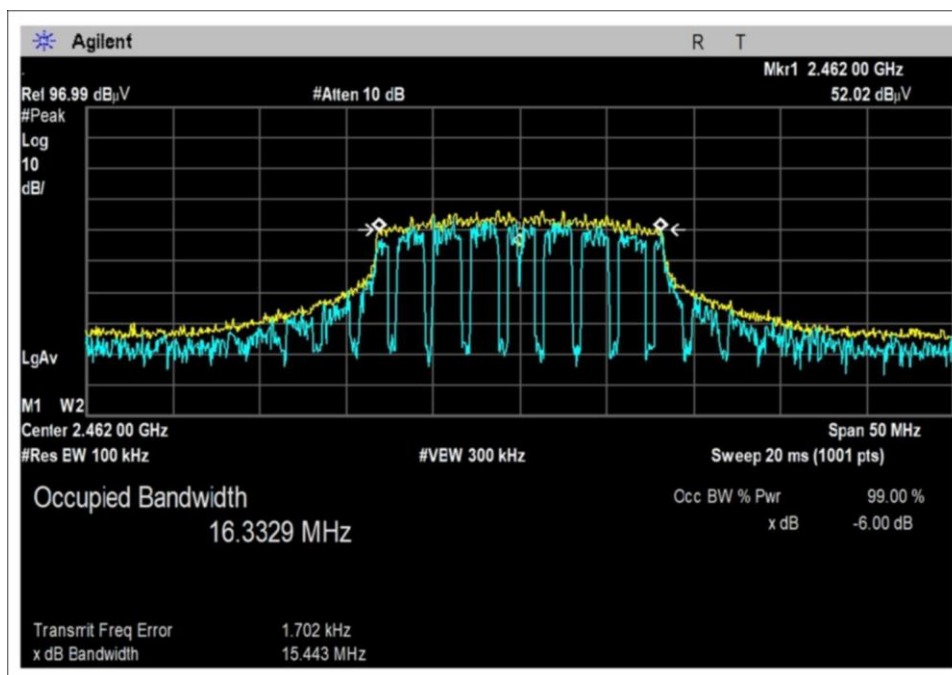 Agilent
R T
Mkr1 2.462 00 GHz
Ref 96.99 dBµV #Atten 10 dB 52.02 dBµV
#Peak
Log
10
dB/
LgAv
M1 W2
Center 2.462 00 GHz Span 50 MHz
#Res BW 100 kHz #VBW 300 kHz Sweep 20 ms (1001 pts)
Occupied Bandwidth Occ BW % Pwr 99.00 %
16.3329 MHz x dB -6.00 dB
Transmit Freq Error 1.702 kHz
x dB Bandwidth 15.443 MHz